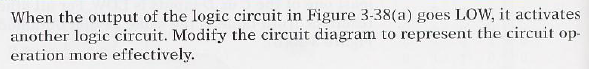 When the output of the logic circuit in Figure 3-38(a) goes LOW, it activates
another logic circuit. Modify the circuit diagram to represent the circuit op-
eration more effectively.